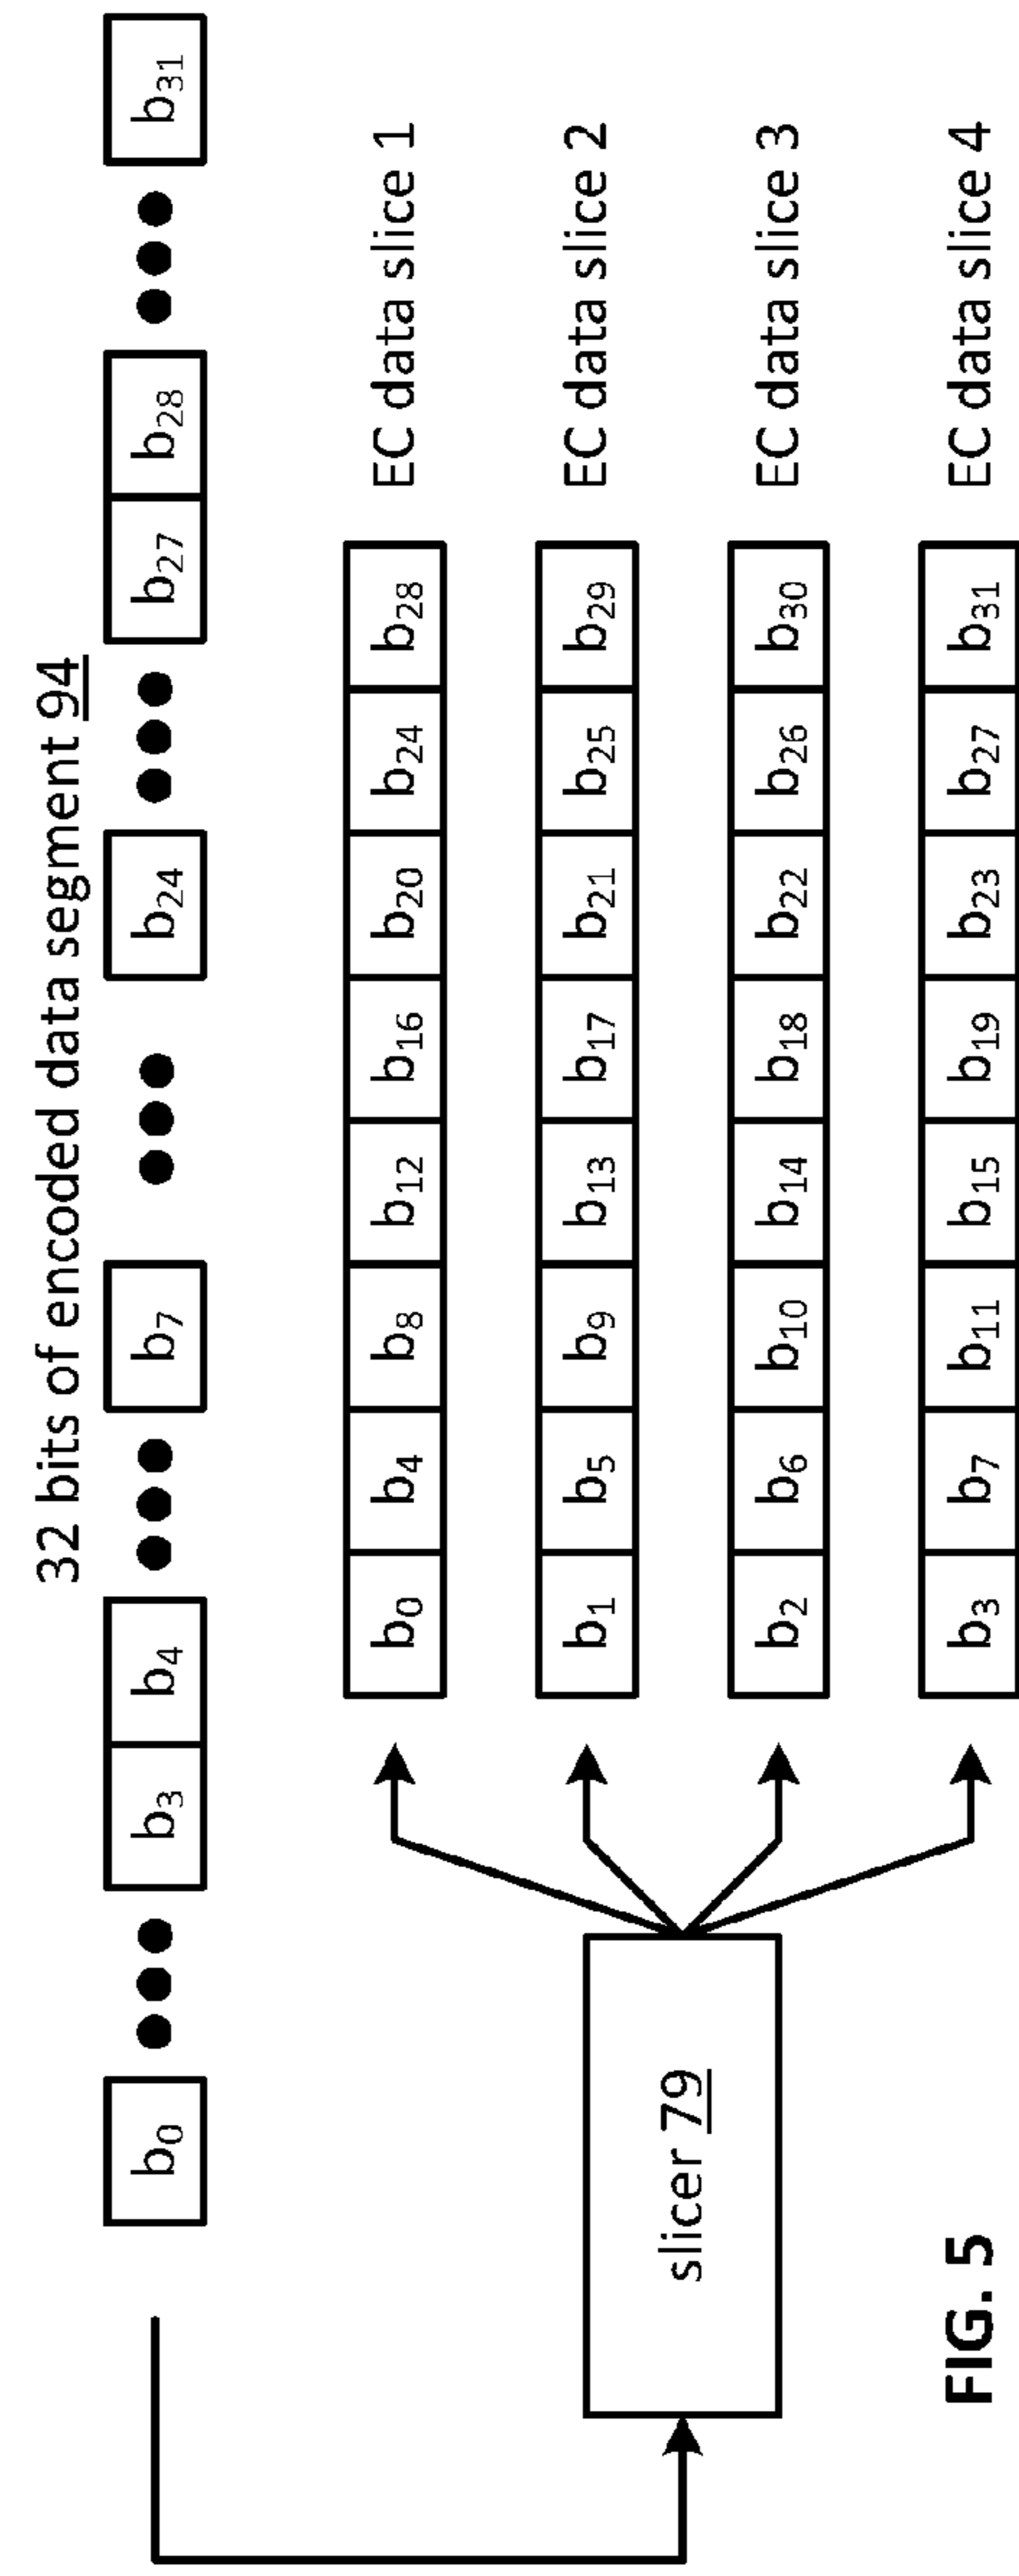 32 bits of encoded data segment 94
b0 ●●● b3 b4 ●●● b7 ●●● b24 ●●● b27 b28 ●●● b31
b0 b4 b8 b12 b16 b20 b24 b28 EC data slice 1
b1 b5 b9 b13 b17 b21 b25 b29 EC data slice 2
slicer 79
b2 b6 b10 b14 b18 b22 b26 b30 EC data slice 3
b3 b7 b11 b15 b19 b23 b27 b31 EC data slice 4
FIG. 5